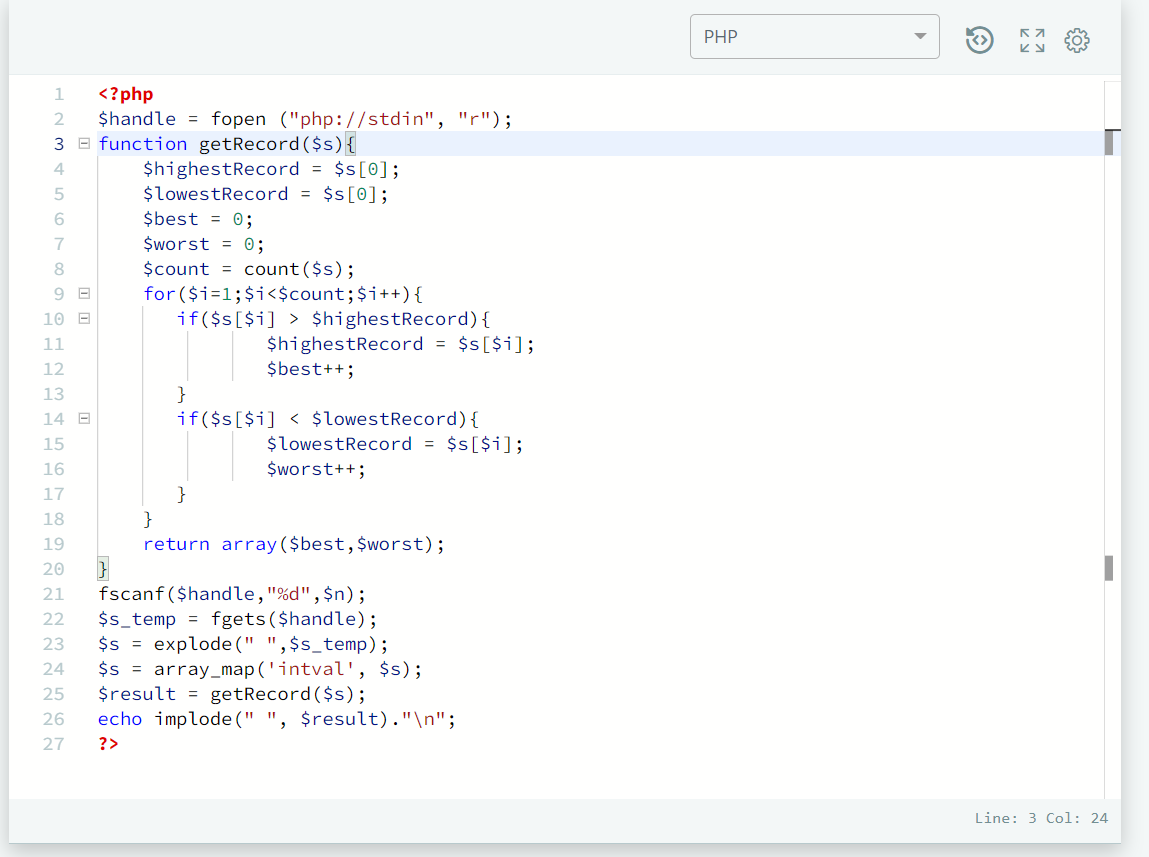 PHP
1 <?php
2 $handle = fopen ("php://stdin", "r");
3 function getRecord($s){
4     $highestRecord = $s[0];
5     $lowestRecord = $s[0];
6     $best = 0;
7     $worst = 0;
8     $count = count($s);
9     for($i=1;$i<$count;$i++){
10        if($s[$i] > $highestRecord){
11                $highestRecord = $s[$i];
12                $best++;
13        }
14        if($s[$i] < $lowestRecord){
15                $lowestRecord = $s[$i];
16                $worst++;
17        }
18     }
19     return array($best,$worst);
20 }
21 fscanf($handle,"%d",$n);
22 $s_temp = fgets($handle);
23 $s = explode(" ",$s_temp);
24 $s = array_map('intval', $s);
25 $result = getRecord($s);
26 echo implode(" ", $result)."\n";
27 ?>
Line: 3 Col: 24